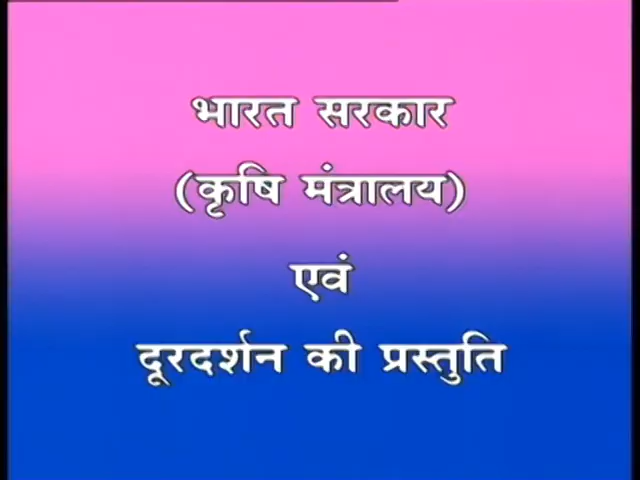 भारत सरकार
(कृषि मंत्रालय)
एवं
दूरदर्शन की प्रस्तुति